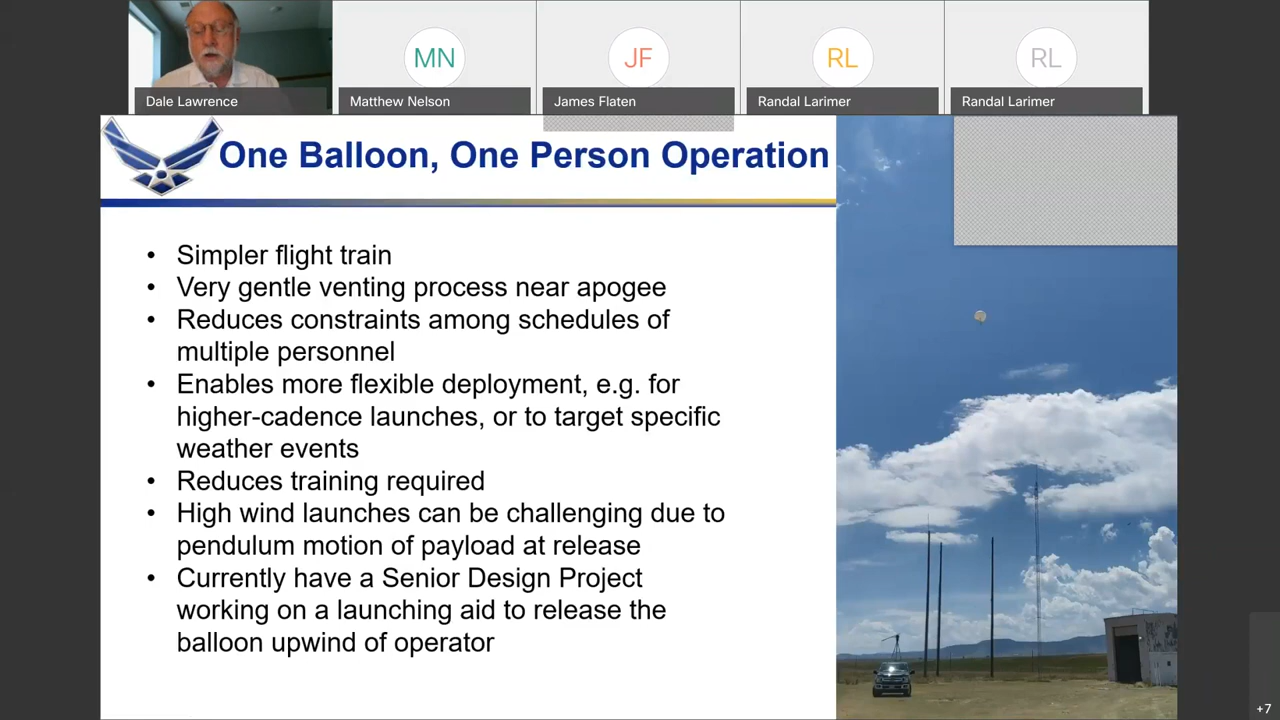 MN
JF
RL
RL
Dale Lawrence
Matthew Nelson
James Flaten
Randal Larimer
Randal Larimer
One Balloon, One Person Operation
• Simpler flight train
• Very gentle venting process near apogee
• Reduces constraints among schedules of
multiple personnel
• Enables more flexible deployment, e.g. for
higher-cadence launches, or to target specific
weather events
• Reduces training required
• High wind launches can be challenging due to
pendulum motion of payload at release
• Currently have a Senior Design Project
working on a launching aid to release the
balloon upwind of operator
+7